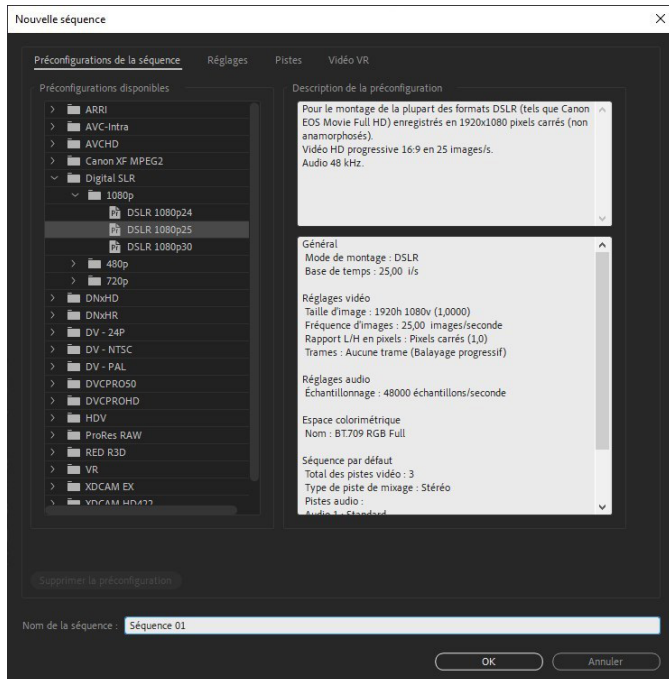 Nouvelle séquence
Préconfigurations de la séquence
Réglages
Pistes
Vidéo VR
Préconfigurations disponibles
ARRI
AVC-Intra
AVCHD
Canon XF MPEG2
Digital SLR
1080p
DSLR 1080p24
DSLR 1080p25
DSLR 1080p30
480p
720p
DNxHD
DNxHR
DV - 24P
DV - NTSC
DV - PAL
DVCPRO50
DVCPROHD
HDV
ProRes RAW
RED R3D
VR
XDCAM EX
XDCAM HD422
Description de la préconfiguration
Pour le montage de la plupart des formats DSLR (tels que Canon
EOS Movie Full HD) enregistrés en 1920x1080 pixels carrés (non
anamorphosés).
Vidéo HD progressive 16:9 en 25 images/s.
Audio 48 kHz.
Général
Mode de montage : DSLR
Base de temps : 25,00 i/s
Réglages vidéo
Taille d'image : 1920h 1080v (1,0000)
Fréquence d'images : 25,00 images/seconde
Rapport L/H en pixels : Pixels carrés (1,0)
Trames : Aucune trame (Balayage progressif)
Réglages audio
Échantillonnage : 48000 échantillons/seconde
Espace colorimétrique
Nom : BT.709 RGB Full
Séquence par défaut
Total des pistes vidéo : 3
Type de piste de mixage : Stéréo
Pistes audio :
Audio 1 : Standard
Supprimer la préconfiguration
Nom de la séquence :
Séquence 01
OK
Annuler